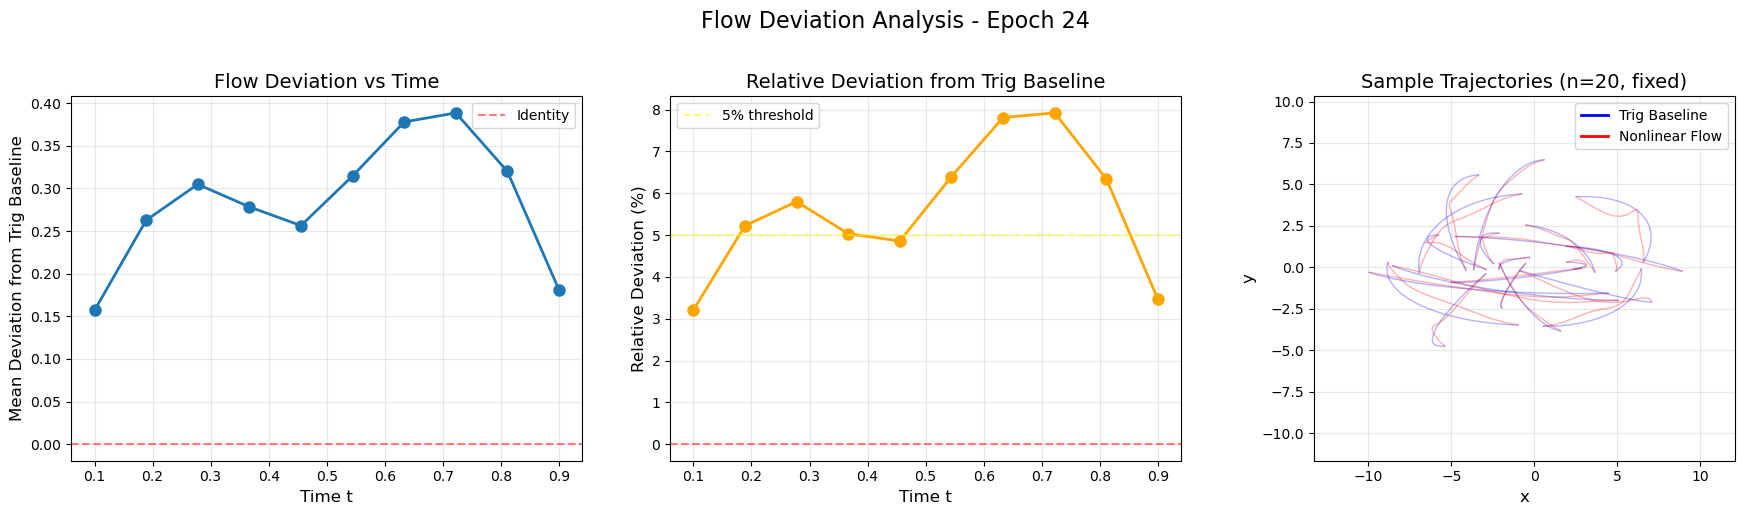 Flow Deviation Analysis - Epoch 24
Flow Deviation vs Time
Mean Deviation from Trig Baseline
0.40
0.35
0.30
0.25
0.20
0.15
0.10
0.05
0.00
Identity
0.1 0.2 0.3 0.4 0.5 0.6 0.7 0.8 0.9
Time t
Relative Deviation from Trig Baseline
Relative Deviation (%)
8
7
6
5
4
3
2
1
0
5% threshold
0.1 0.2 0.3 0.4 0.5 0.6 0.7 0.8 0.9
Time t
Sample Trajectories (n=20, fixed)
y
10.0
7.5
5.0
2.5
0.0
−2.5
−5.0
−7.5
−10.0
Trig Baseline
Nonlinear Flow
−10 −5 0 5 10
x